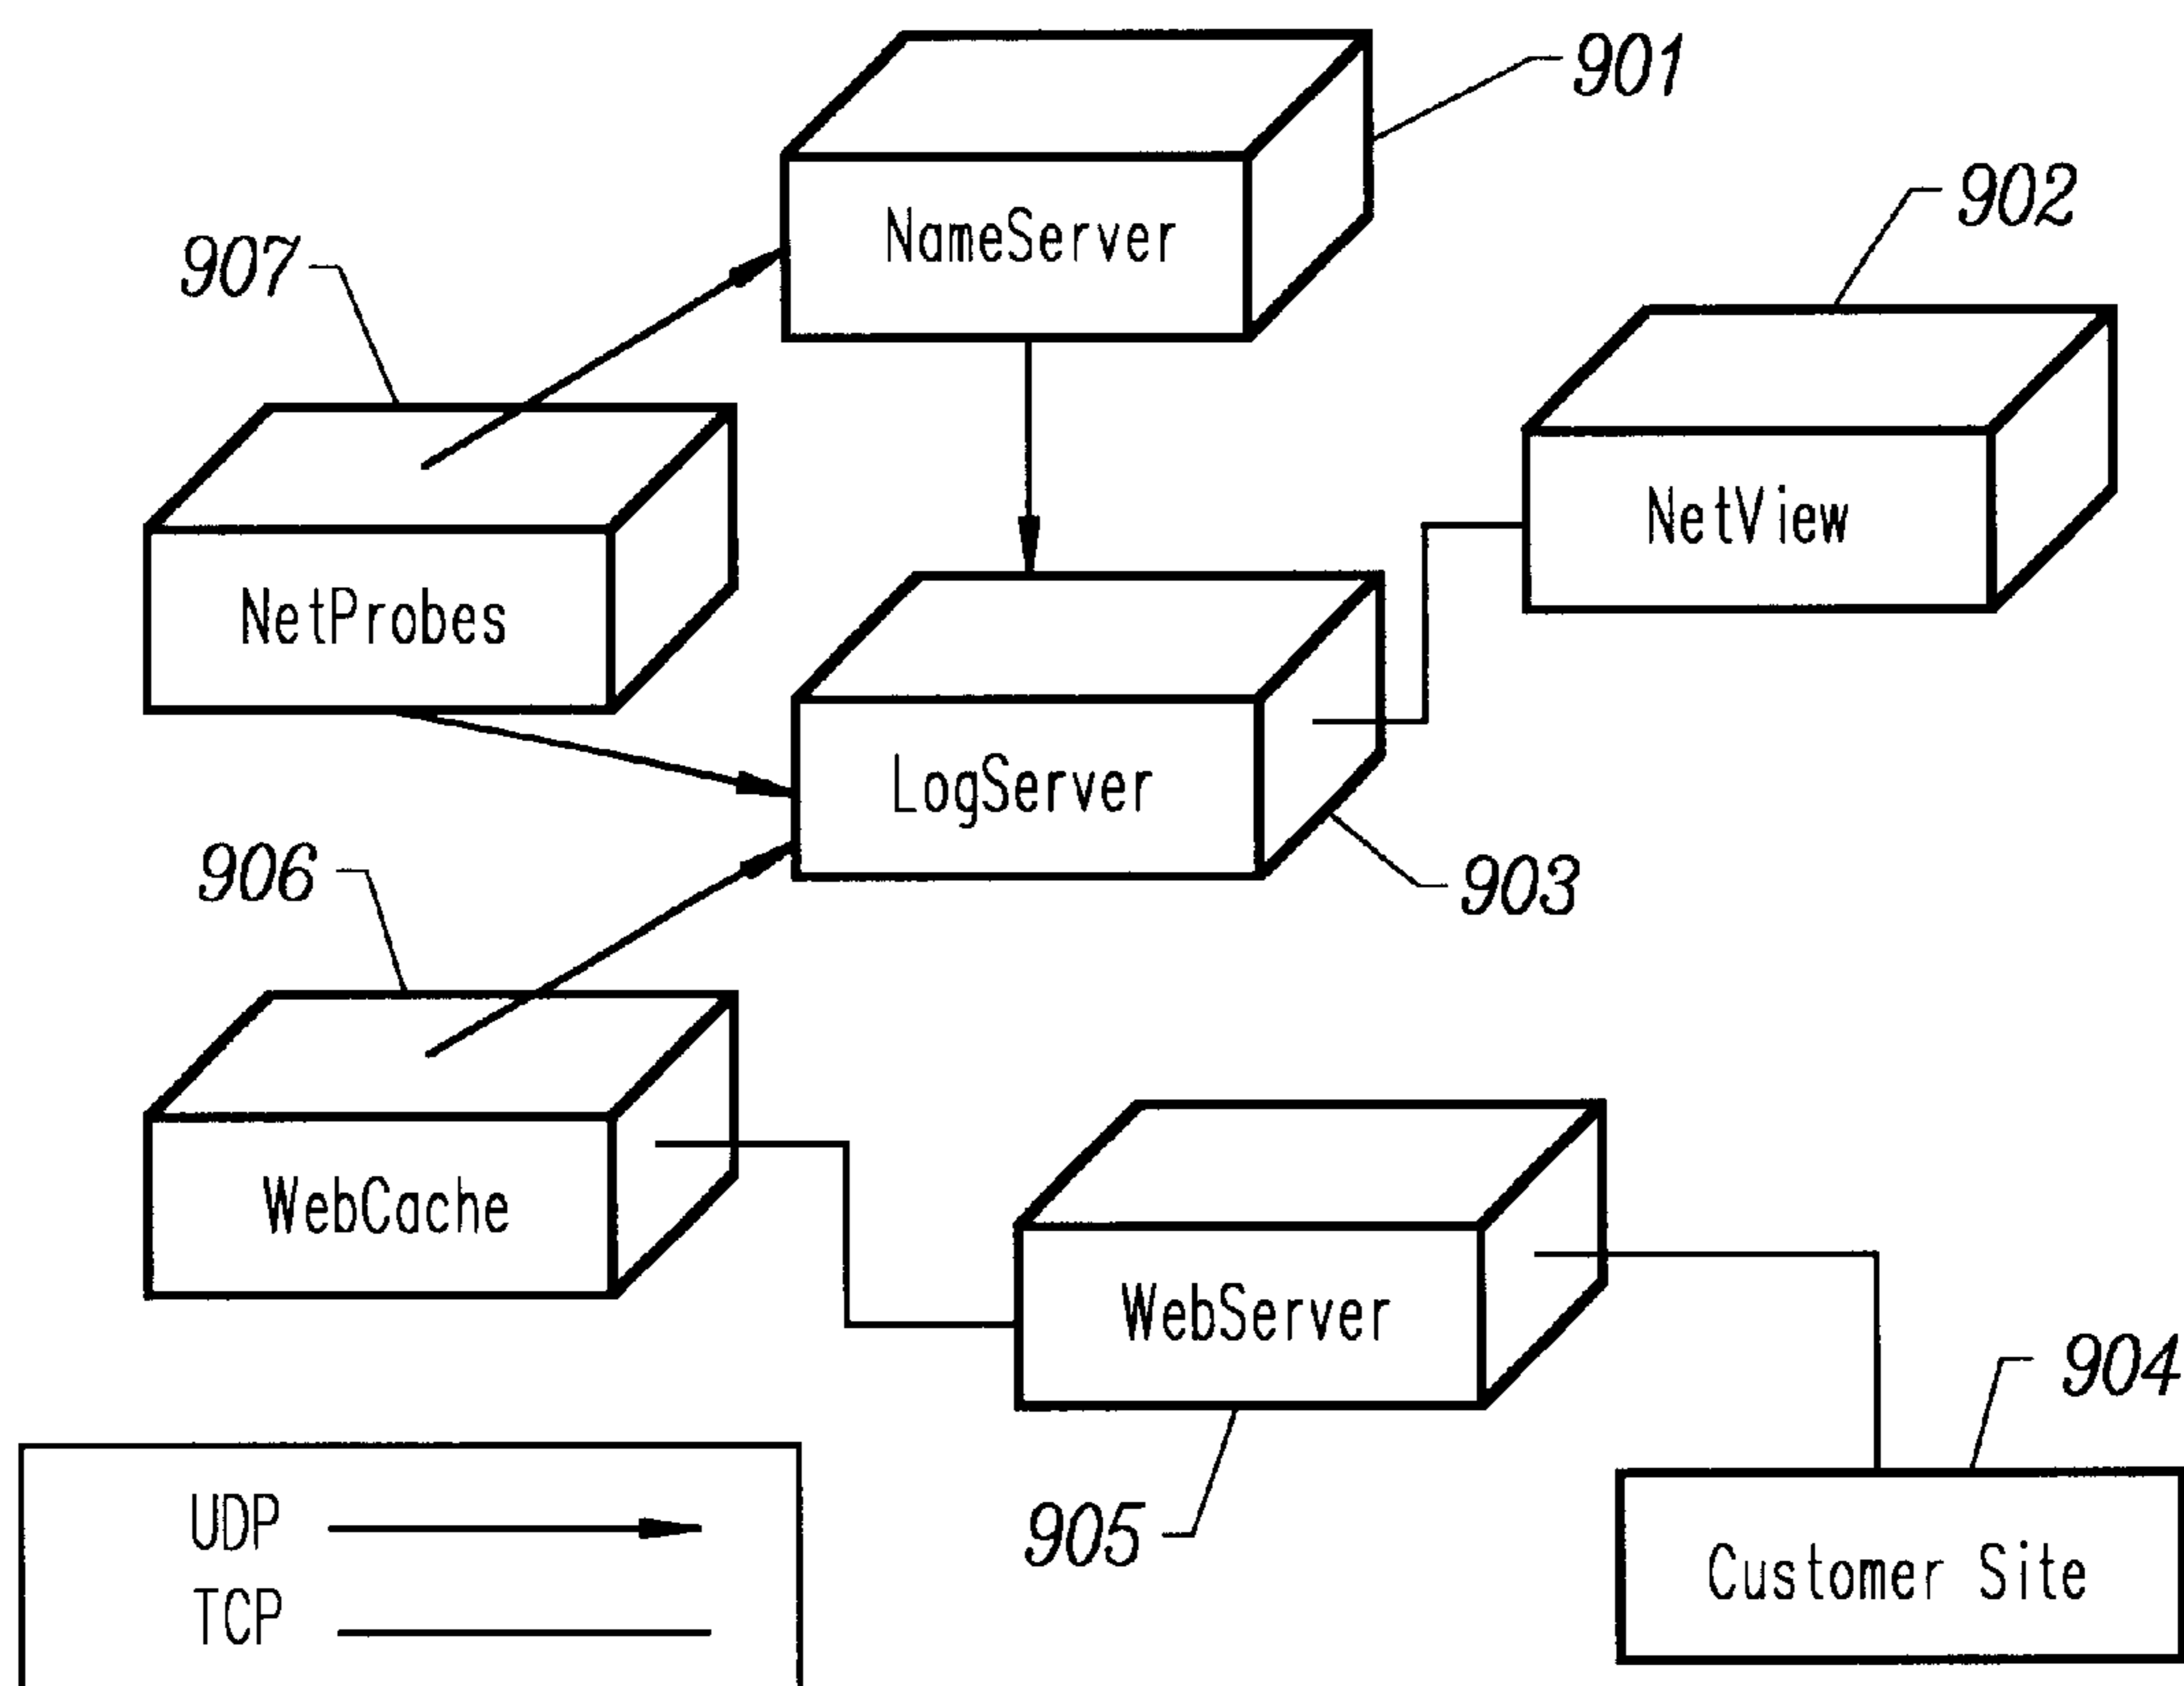 901
NameServer
902
907
NetView
NetProbes
LogServer
903
906
WebCache
WebServer
904
905
Customer Site
UDP
TCP